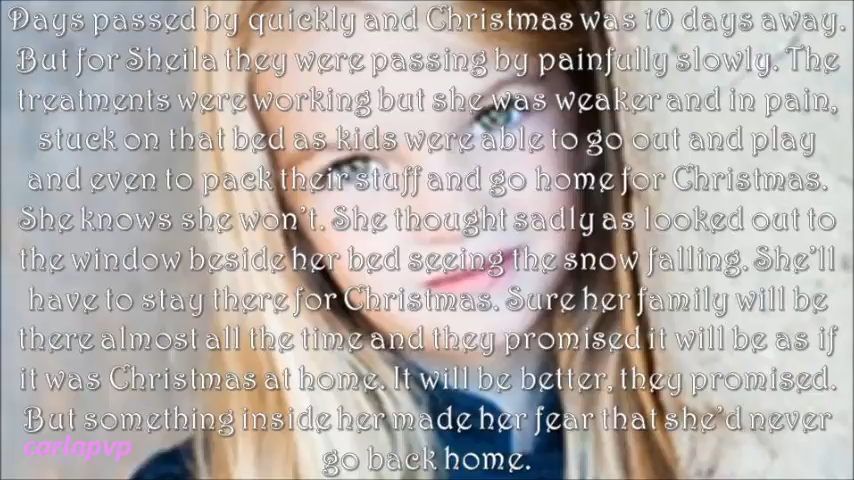 Days passed by quickly and Christmas was 10 days away.
But for Sheila they were passing by painfully slowly. The
treatments were working but she was weaker and in pain,
stuck on that bed as kids were able to go out and play
and even to pack their stuff and go home for Christmas.
She knows she won't. She thought sadly as looked out to
the window beside her bed seeing the snow falling. She'll
have to stay there for Christmas. Sure her family will be
there almost all the time and they promised it will be as if
it was Christmas at home. It will be better, they promised.
But something inside her made her fear that she'd never
go back home.
carlapvp